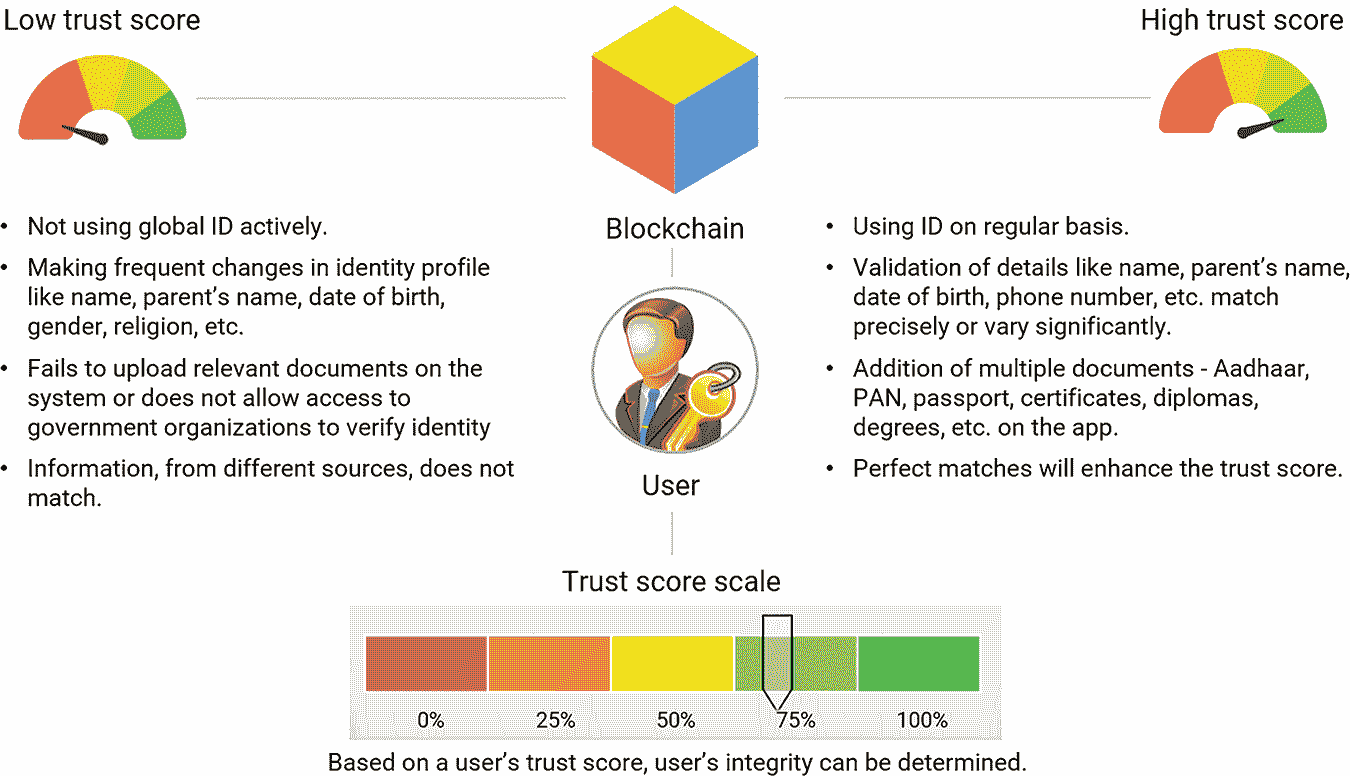 Low trust score
High trust score
• Not using global ID actively.
• Making frequent changes in identity profile
like name, parent's name, date of birth,
gender, religion, etc.
• Fails to upload relevant documents on the
system or does not allow access to
government organizations to verify identity
• Information, from different sources, does not
match.
Blockchain
User
• Using ID on regular basis.
• Validation of details like name, parent's name,
date of birth, phone number, etc. match
precisely or vary significantly.
• Addition of multiple documents - Aadhaar,
PAN, passport, certificates, diplomas,
degrees, etc. on the app.
• Perfect matches will enhance the trust score.
Trust score scale
0% 25% 50% 75% 100%
Based on a user's trust score, user's integrity can be determined.